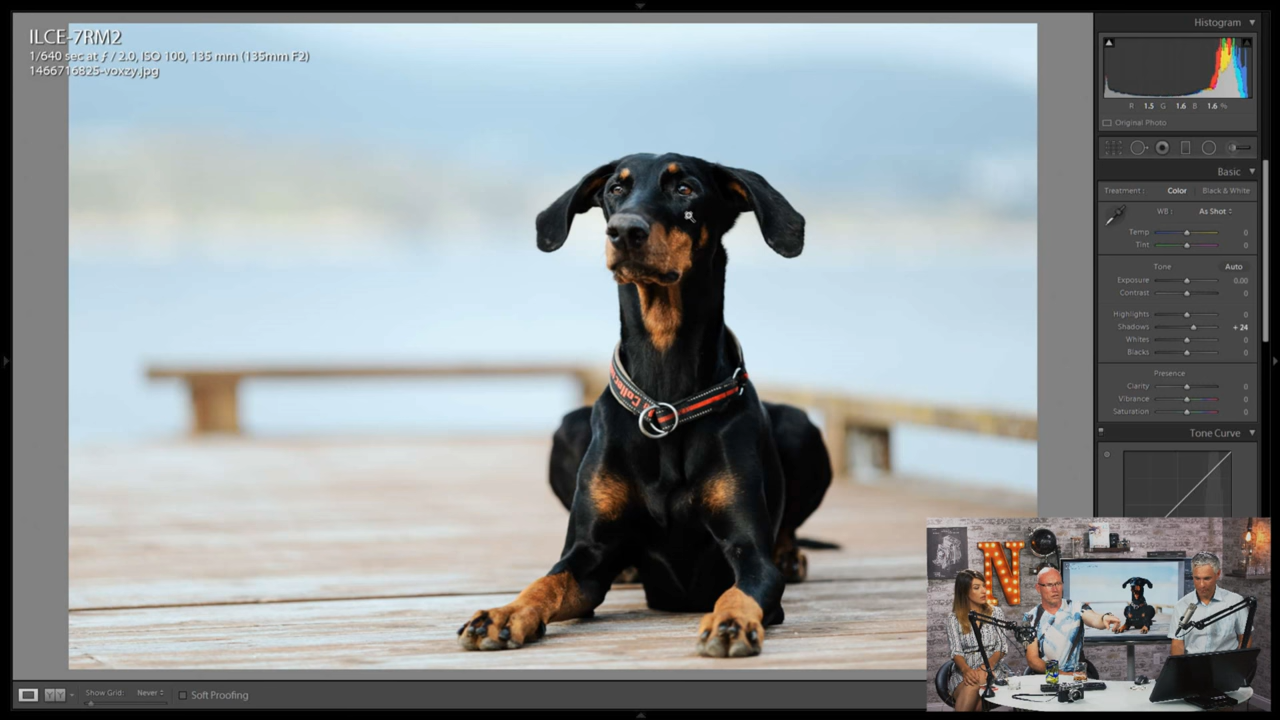 ILCE-7RM2
1/640 sec at ƒ / 2.0, ISO 100, 135 mm (135mm F2)
1466716825-voxzy.jpg
Histogram
R 1.5 G 1.6 B 1.6 %
Original Photo
Basic
Treatment : Color Black & White
WB : As Shot
Temp 0
Tint 0
Tone Auto
Exposure 0.00
Contrast 0
Highlights 0
Shadows + 24
Whites 0
Blacks 0
Presence
Clarity 0
Vibrance 0
Saturation 0
Tone Curve
Collar
N
Show Grid: Never
Soft Proofing